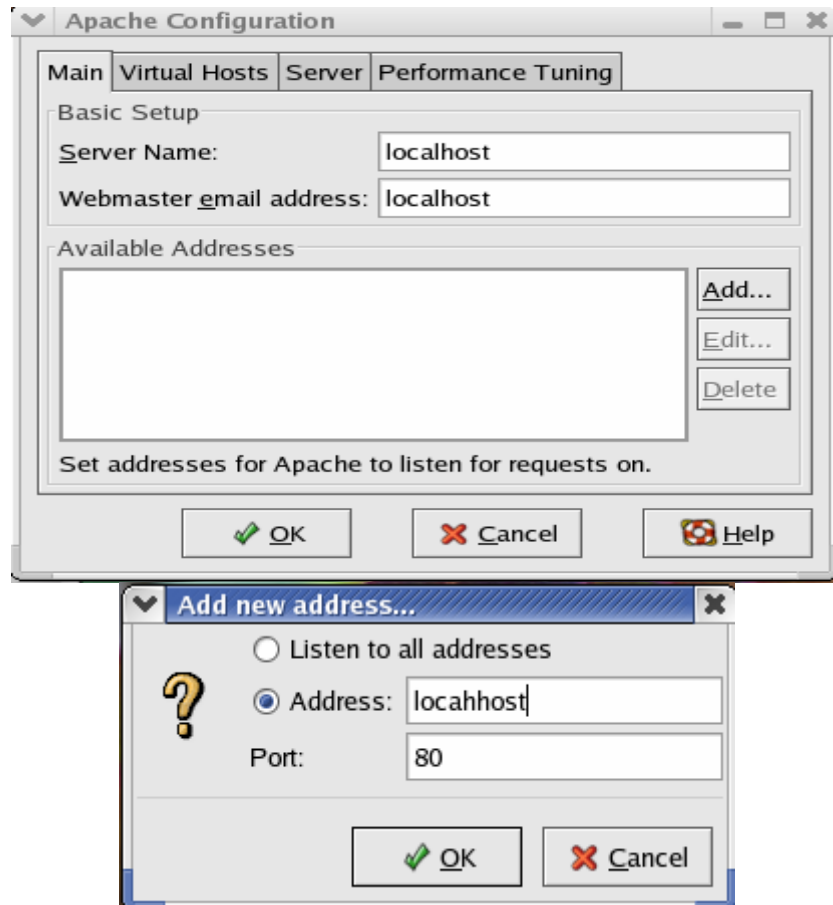 Apache Configuration
Main Virtual Hosts Server Performance Tuning
Basic Setup
Server Name: localhost
Webmaster email address: localhost
Available Addresses
Add...
Edit...
Delete
Set addresses for Apache to listen for requests on.
OK Cancel Help
Add new address...
Listen to all addresses
Address: locahhost
Port: 80
OK Cancel